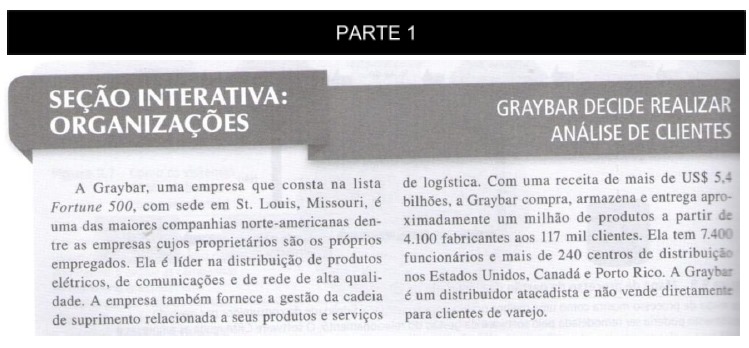 PARTE 1
SEÇÃO INTERATIVA:
ORGANIZAÇÕES
GRAYBAR DECIDE REALIZAR
ANÁLISE DE CLIENTES
A Graybar, uma empresa que consta na lista
Fortune 500, com sede em St. Louis, Missouri, é
uma das maiores companhias norte-americanas den-
tre as empresas cujos proprietários são os próprios
empregados. Ela é líder na distribuição de produtos
elétricos, de comunicações e de rede de alta quali-
dade. A empresa também fornece a gestão da cadeia
de suprimento relacionada a seus produtos e serviços
de logística. Com uma receita de mais de US$ 5,4
bilhões, a Graybar compra, armazena e entrega apro-
ximadamente um milhão de produtos a partir de
4.100 fabricantes aos 117 mil clientes. Ela tem 7.400
funcionários e mais de 240 centros de distribuição
nos Estados Unidos, Canadá e Porto Rico. A Graybar
é um distribuidor atacadista e não vende diretamente
para clientes de varejo.